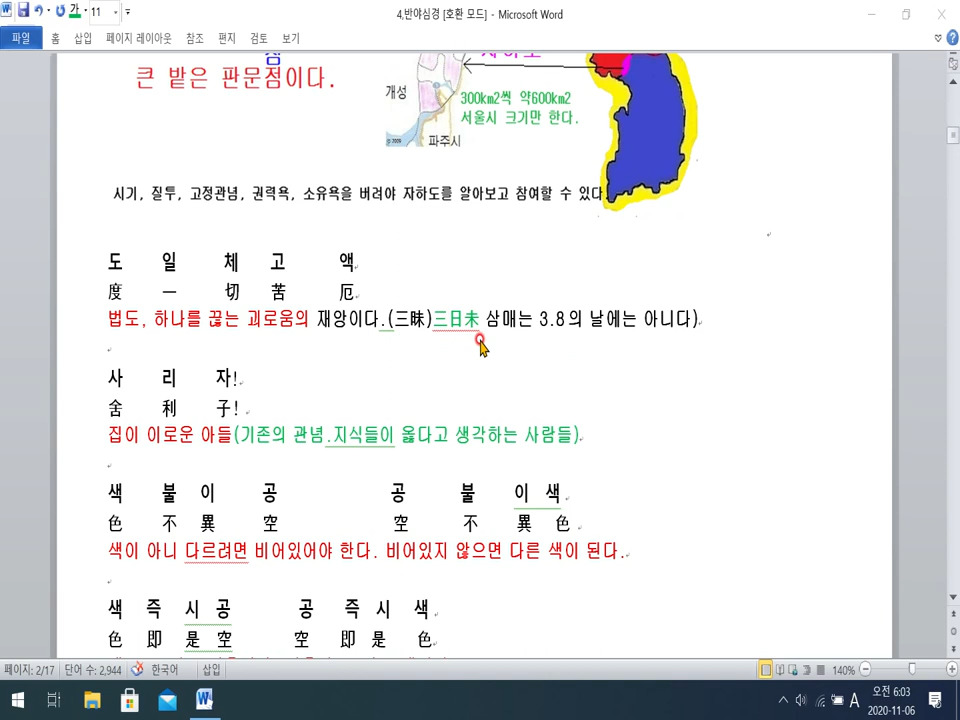 가 11 4,반야심경 [호환 모드] - Microsoft Word
파일 홈 삽입 페이지 레이아웃 참조 편지 검토 보기
큰 밭은 판문점이다.
개성
300km2씩 약600km2
서울시 크기만 한다.
파주시
시기, 질투, 고정관념, 권력욕, 소유욕을 버려야 자하도를 알아보고 참여할 수 있다
도 일 체 고 액
度 一 切 苦 厄
법도, 하나를 끊는 괴로움의 재앙이다.(三昧)三日未 삼매는 3.8의 날에는 아니다)
사 리 자!
舍 利 子!
집이 이로운 아들(기존의 관념.지식들이 옳다고 생각하는 사람들)
색 불 이 공 공 불 이 색
色 不 異 空 空 不 異 色
색이 아니 다르려면 비어있어야 한다. 비어있지 않으면 다른 색이 된다.
색 즉 시 공 공 즉 시 색
色 即 是 空 空 即 是 色
페이지: 2/17 단어 수: 2,944 한국어 삽입 140%
A 오전 6:03
2020-11-06